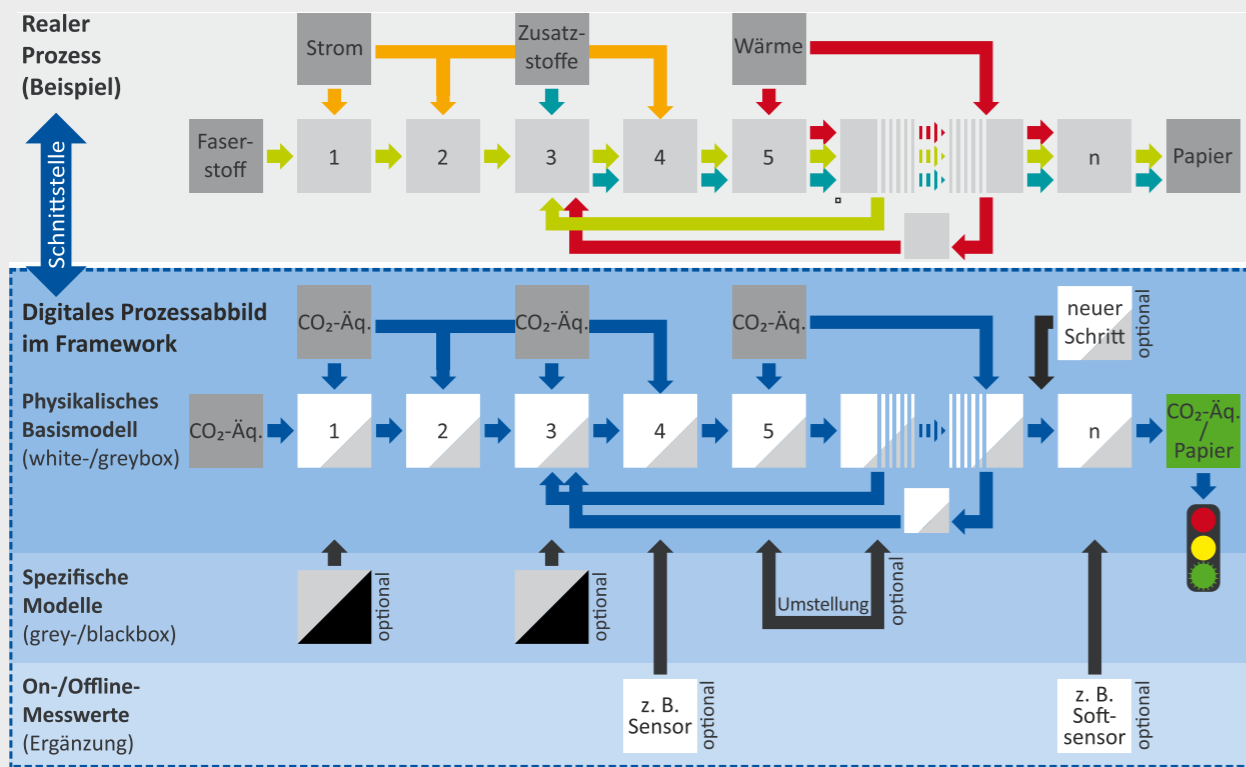 Realer
Prozess
(Beispiel)
Strom
Zusatz-
stoffe
Wärme
Faser-
stoff
1
2
3
4
5
n
Papier
Schnittstelle
Digitales Prozessabbild
im Framework
CO₂-Äq.
CO₂-Äq.
CO₂-Äq.
neuer
Schritt
optional
Physikalisches
Basismodell
(white-/greybox)
CO₂-Äq.
1
2
3
4
5
n
CO₂-Äq.
/
Papier
Spezifische
Modelle
(grey-/blackbox)
optional
optional
Umstellung
optional
On-/Offline-
Messwerte
(Ergänzung)
z. B.
Sensor
optional
z. B.
Soft-
sensor
optional